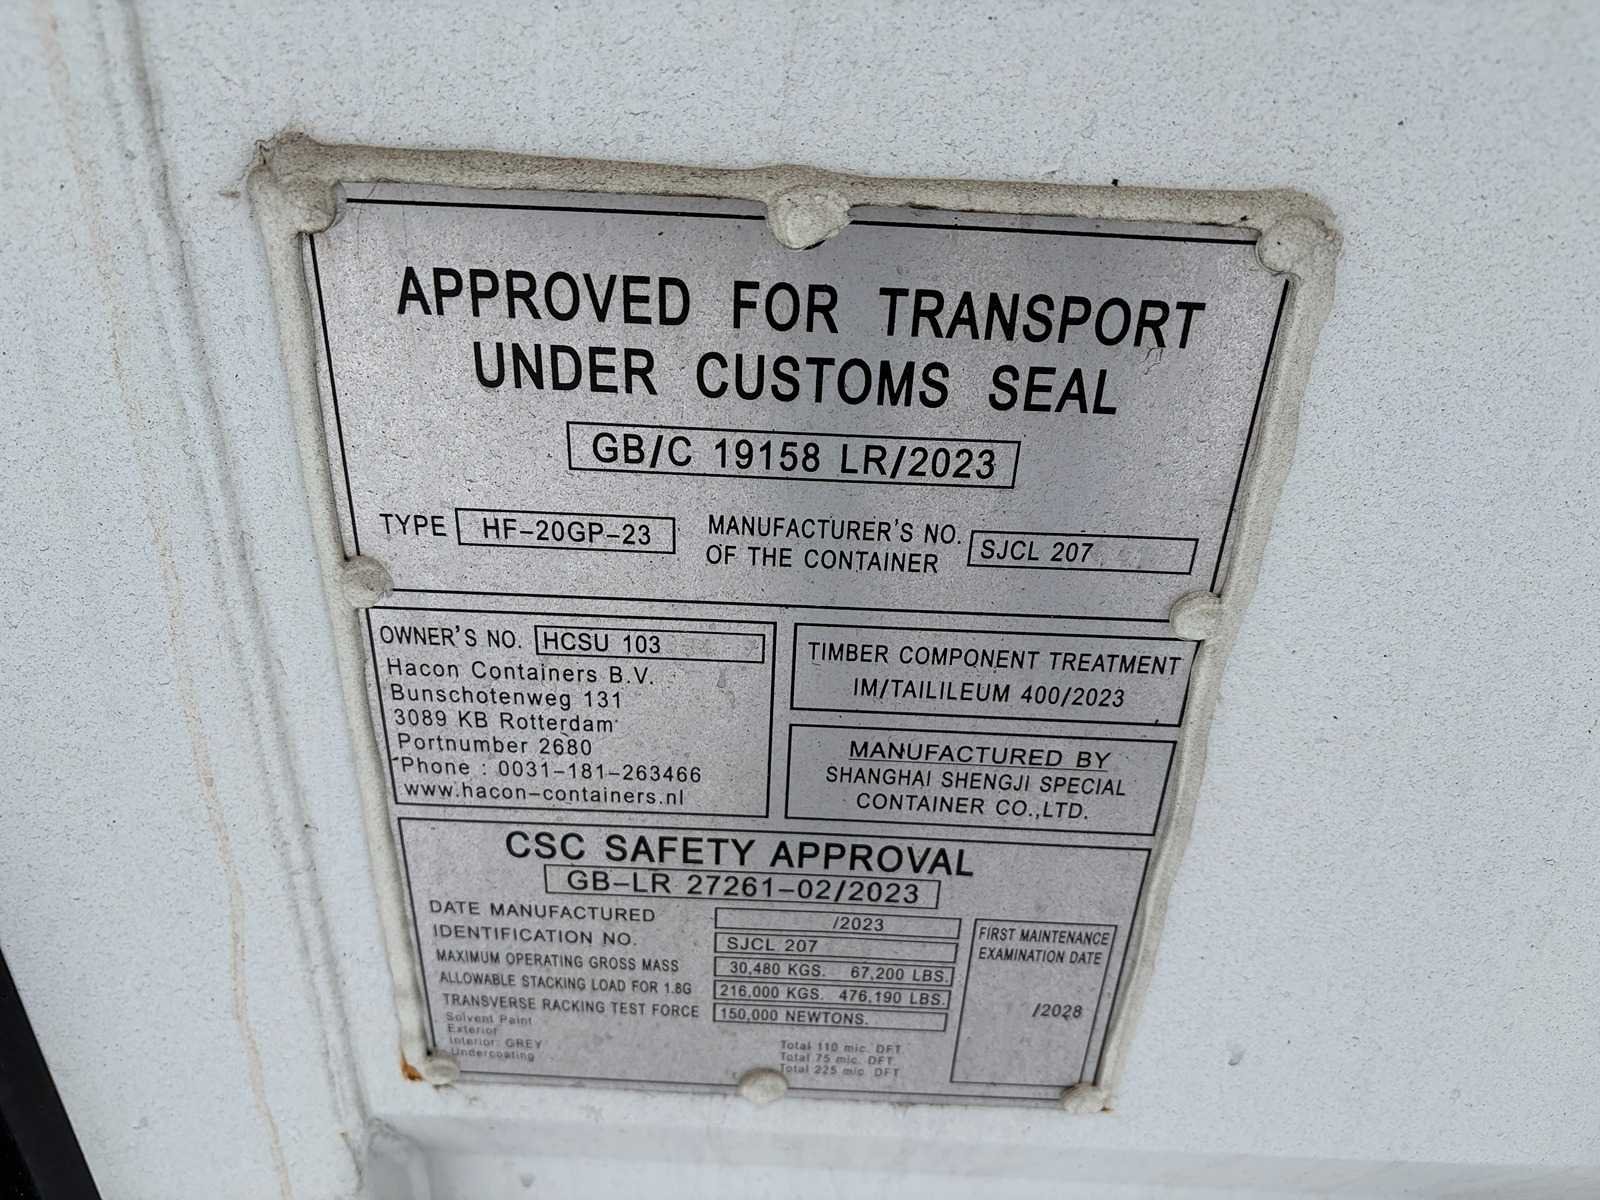 APPROVED FOR TRANSPORT
UNDER CUSTOMS SEAL
GB/C 19158 LR/2023
TYPE HF-20GP-23
MANUFACTURER'S NO.
OF THE CONTAINER
SJCL 207
OWNER'S NO. HCSU 103
Hacon Containers B.V.
Bunschotenweg 131
3089 KB Rotterdam
Portnumber 2680
Phone : 0031-181-263466
www.hacon-containers.nl
TIMBER COMPONENT TREATMENT
IM/TAILILEUM 400/2023
MANUFACTURED BY
SHANGHAI SHENGJI SPECIAL
CONTAINER CO.,LTD.
CSC SAFETY APPROVAL
GB-LR 27261-02/2023
DATE MANUFACTURED /2023
IDENTIFICATION NO. SJCL 207
MAXIMUM OPERATING GROSS MASS 30,480 KGS. 67,200 LBS.
ALLOWABLE STACKING LOAD FOR 1.8G 216,000 KGS. 476,190 LBS.
TRANSVERSE RACKING TEST FORCE 150,000 NEWTONS.
Solvent Paint
Exterior Total 110 mic. DFT
Interior: GREY Total 75 mic. DFT
Undercoating Total 225 mic. DFT
FIRST MAINTENANCE
EXAMINATION DATE
/2028